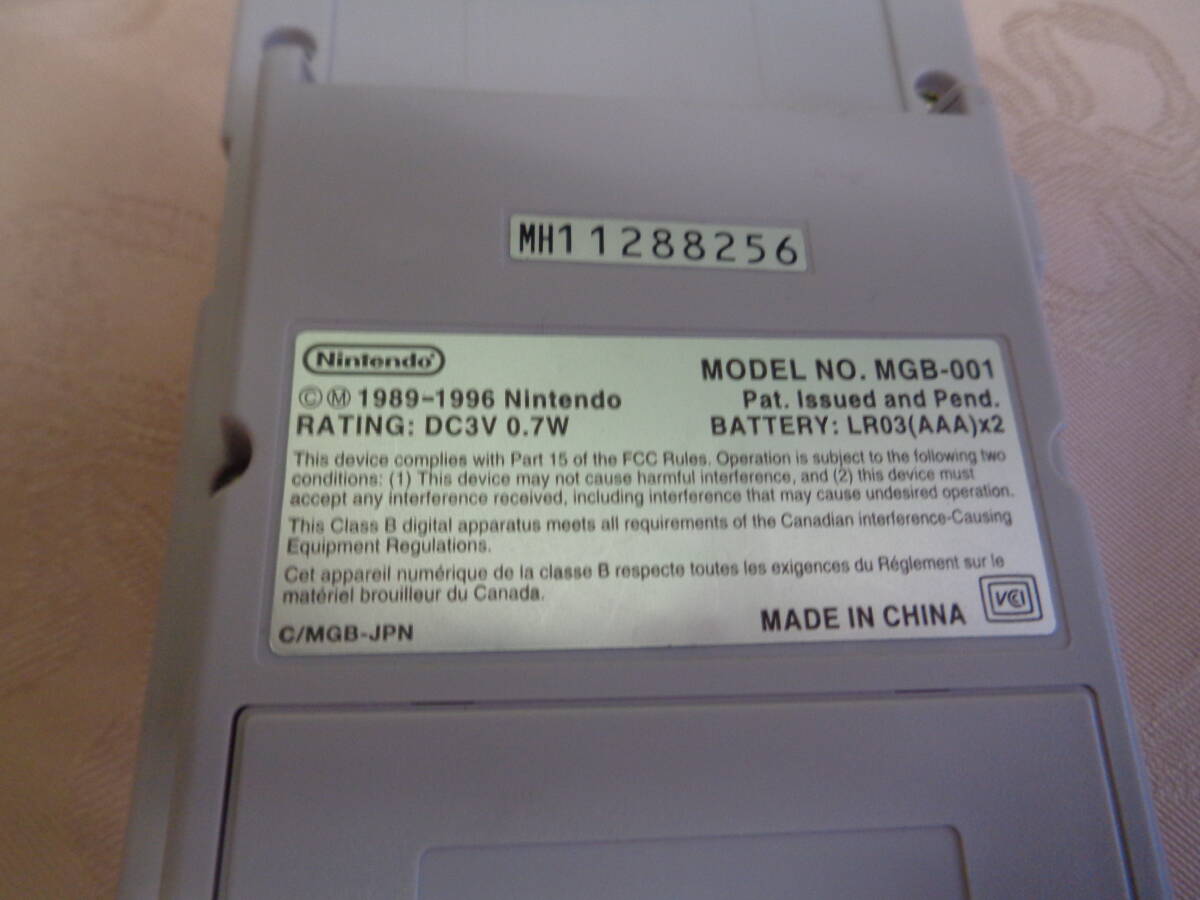 MH11288256
Nintendo
MODEL NO. MGB-001
©Ⓜ 1989-1996 Nintendo
Pat. Issued and Pend.
RATING: DC3V 0.7W
BATTERY: LR03(AAA)x2
This device complies with Part 15 of the FCC Rules. Operation is subject to the following two
conditions: (1) This device may not cause harmful interference, and (2) this device must
accept any interference received, including interference that may cause undesired operation.
This Class B digital apparatus meets all requirements of the Canadian interference-Causing
Equipment Regulations.
Cet appareil numérique de la classe B respecte toutes les exigences du Réglement sur le
matériel brouilleur du Canada.
VCI
MADE IN CHINA
C/MGB-JPN